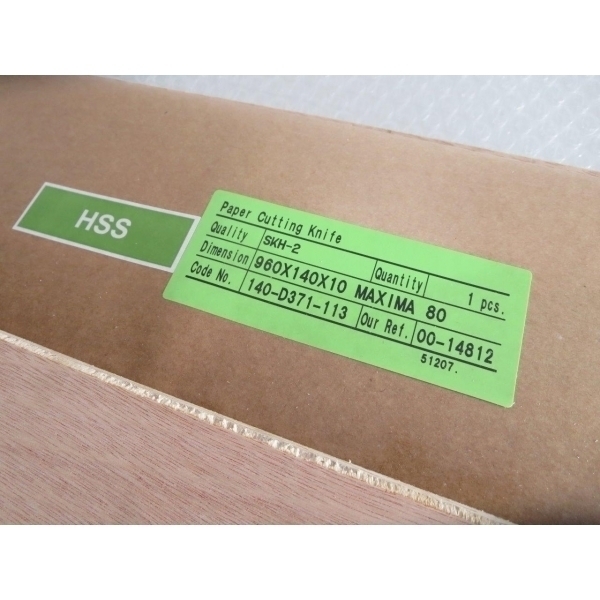 HSS
Paper Cutting Knife
Quality SKH-2 Quantity 1 pcs.
Dimension 960X140X10 MAXIMA 80
Code No. 140-D371-113 Our Ref. 00-14812
51207.